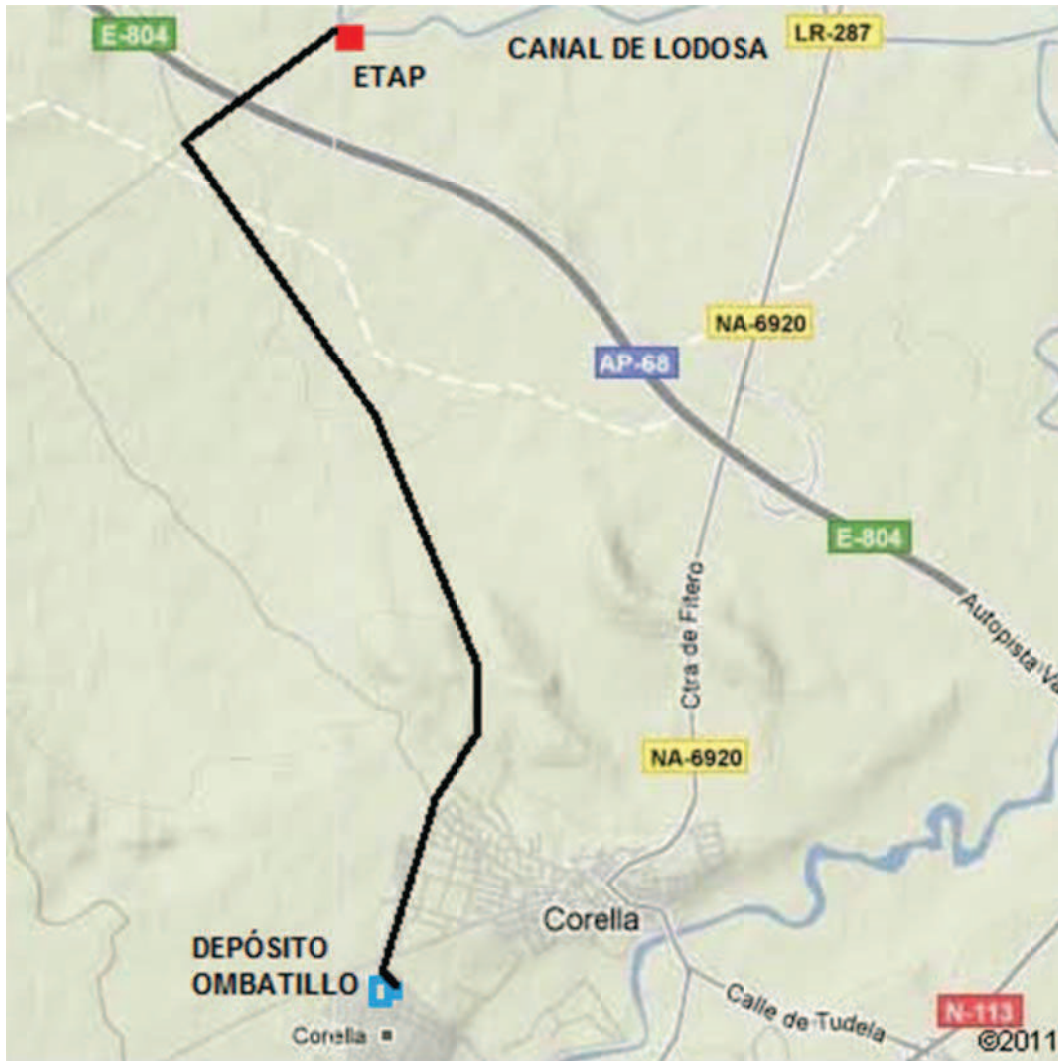 E-804
CANAL DE LODOSA
LR-287
ETAP
NA-6920
AP-68
E-804
Ctra de Fitero
Autopista Va
NA-6920
Corella
DEPÓSITO
OMBATILLO
Calle de Tudela
N-113
Corella
©2011